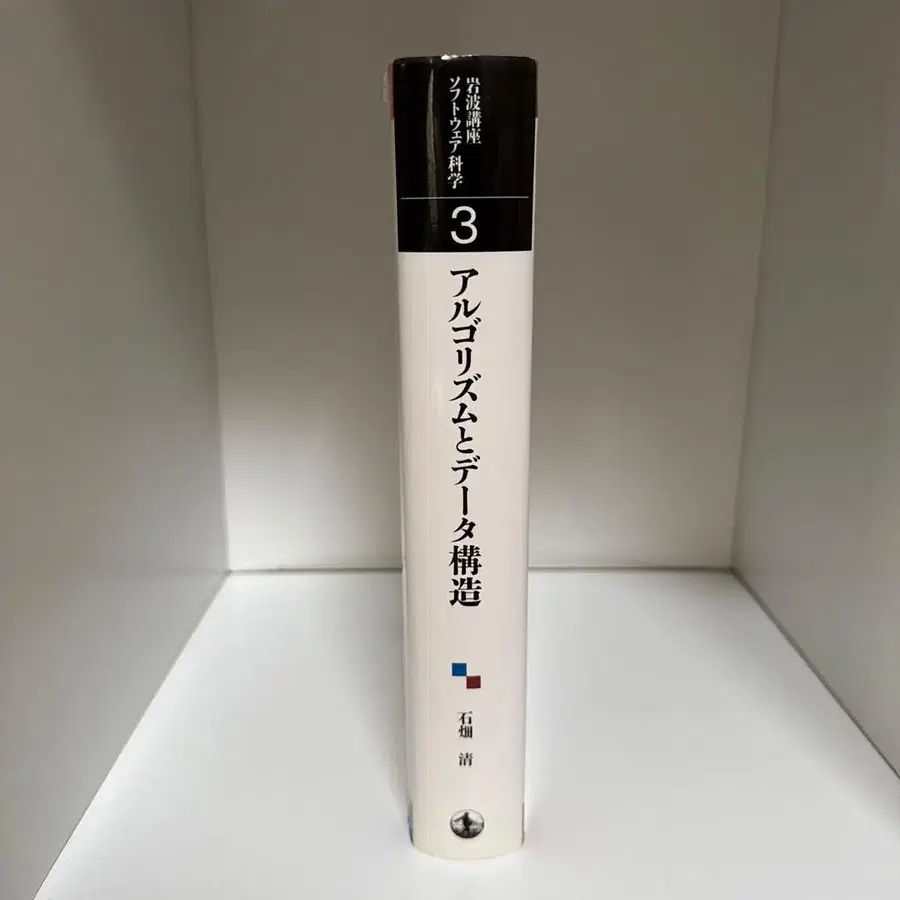 岩波講座
ソフトウェア科学
3
アルゴリズムとデータ構造
石畑 清